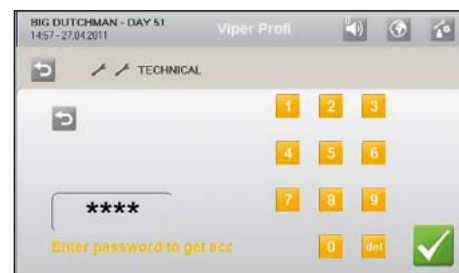 BIG DUTCHMAN - DAY 51
14:57 - 27.04.2011
Viper Profi
TECHNICAL
1 2 3
4 5 6
7 8 9
****
Enter password to get acc
0 del